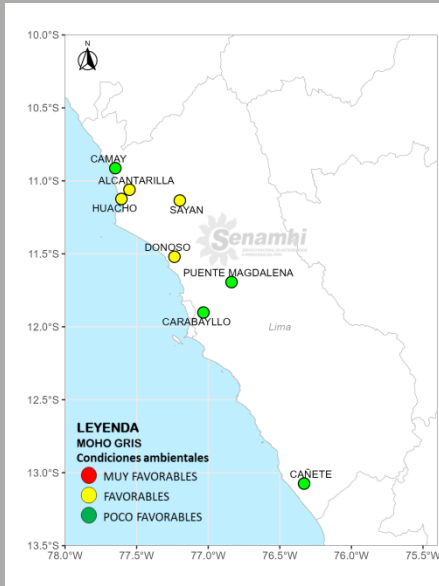 10.0°S
N
10.5°S
CAMAY
11.0°S
ALCANTARILLA
HUACHO
SAYAN
Senamhi
11.5°S
DONOSO
PUENTE MAGDALENA
12.0°S
CARABAYLLO
Lima
12.5°S
LEYENDA
MOHO GRIS
Condiciones ambientales
MUY FAVORABLES
FAVORABLES
POCO FAVORABLES
13.0°S
CAÑETE
13.5°S
78.0°W 77.5°W 77.0°W 76.5°W 76.0°W 75.5°W